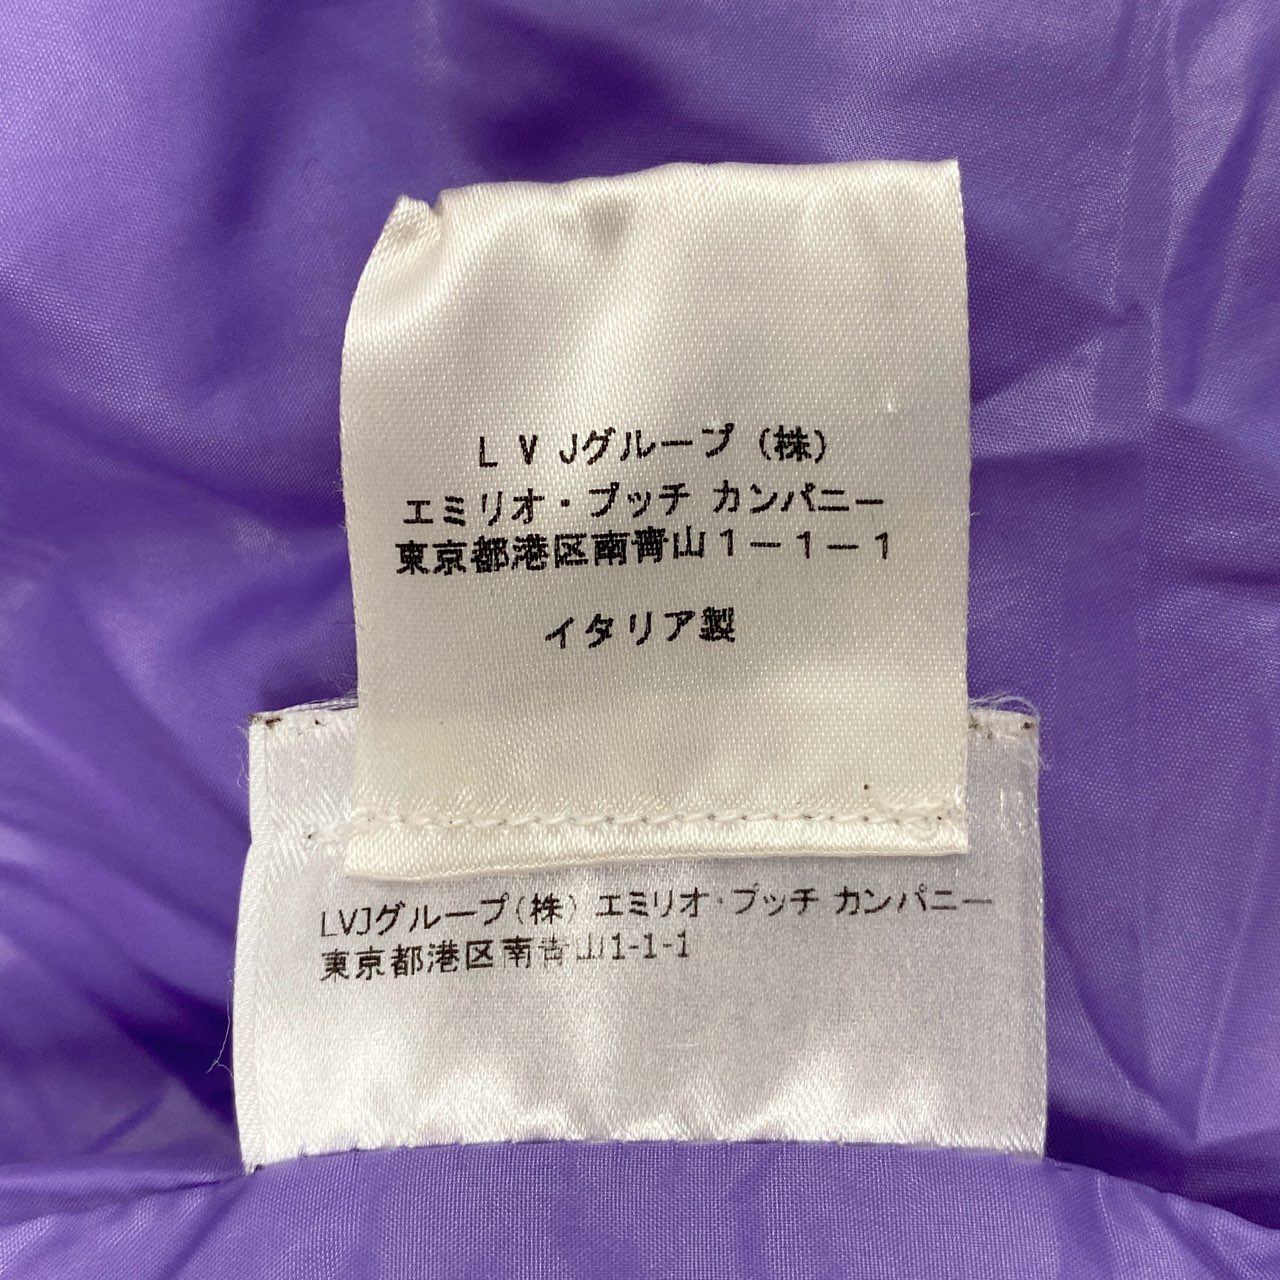 LVJグループ(株)
エミリオ・プッチ カンパニー
東京都港区南青山1-1-1
イタリア製
LVJグループ(株) エミリオ・プッチ カンパニー
東京都港区南青山1-1-1